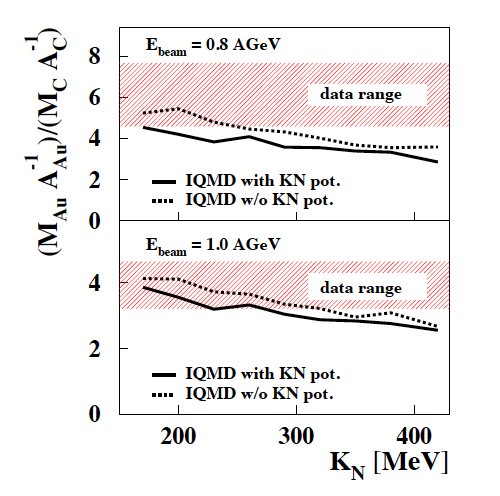 (M_Au A_Au^-1)/(M_C A_C^-1)
E_beam = 0.8 AGeV
8
data range
6
4
2
IQMD with KN pot.
IQMD w/o KN pot.
0
E_beam = 1.0 AGeV
4
data range
2
IQMD with KN pot.
IQMD w/o KN pot.
0
200 300 400
K_N [MeV]